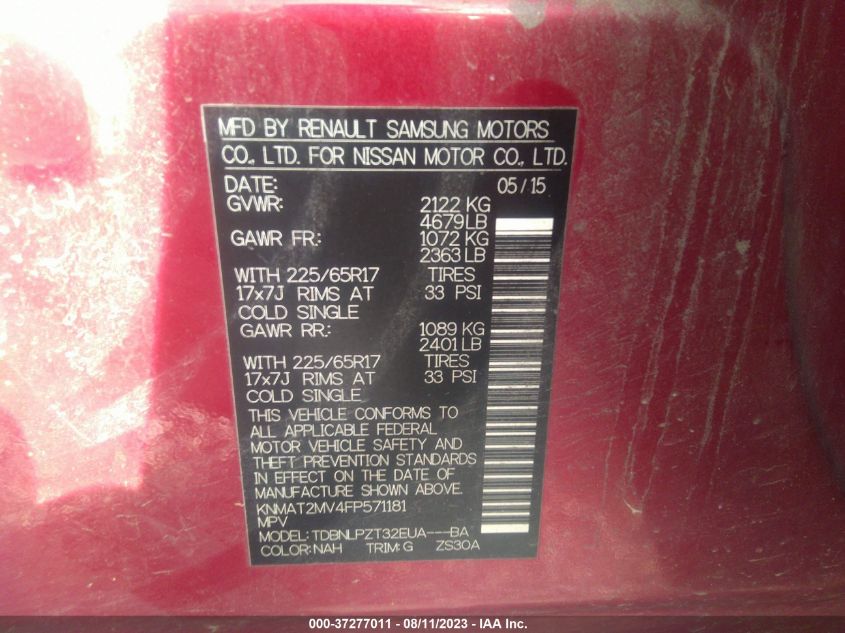 MFD BY RENAULT SAMSUNG MOTORS
CO., LTD. FOR NISSAN MOTOR CO., LTD.
DATE: 05/15
GVWR: 2122 KG
4679LB
GAWR FR.: 1072 KG
2363LB
WITH 225/65R17 TIRES
17x7J RIMS AT 33 PSI
COLD SINGLE
GAWR RR.: 1089 KG
2401LB
WITH 225/65R17 TIRES
17x7J RIMS AT 33 PSI
COLD SINGLE
THIS VEHICLE CONFORMS TO
ALL APPLICABLE FEDERAL
MOTOR VEHICLE SAFETY AND
THEFT PREVENTION STANDARDS
IN EFFECT ON THE DATE OF
MANUFACTURE SHOWN ABOVE.
KNMAT2MV4FP571181
MPV
MODEL: TDBNLPZT32EUA---BA
COLOR: NAH TRIM: G ZS30A
000-37277011 - 08/11/2023 - IAA Inc.